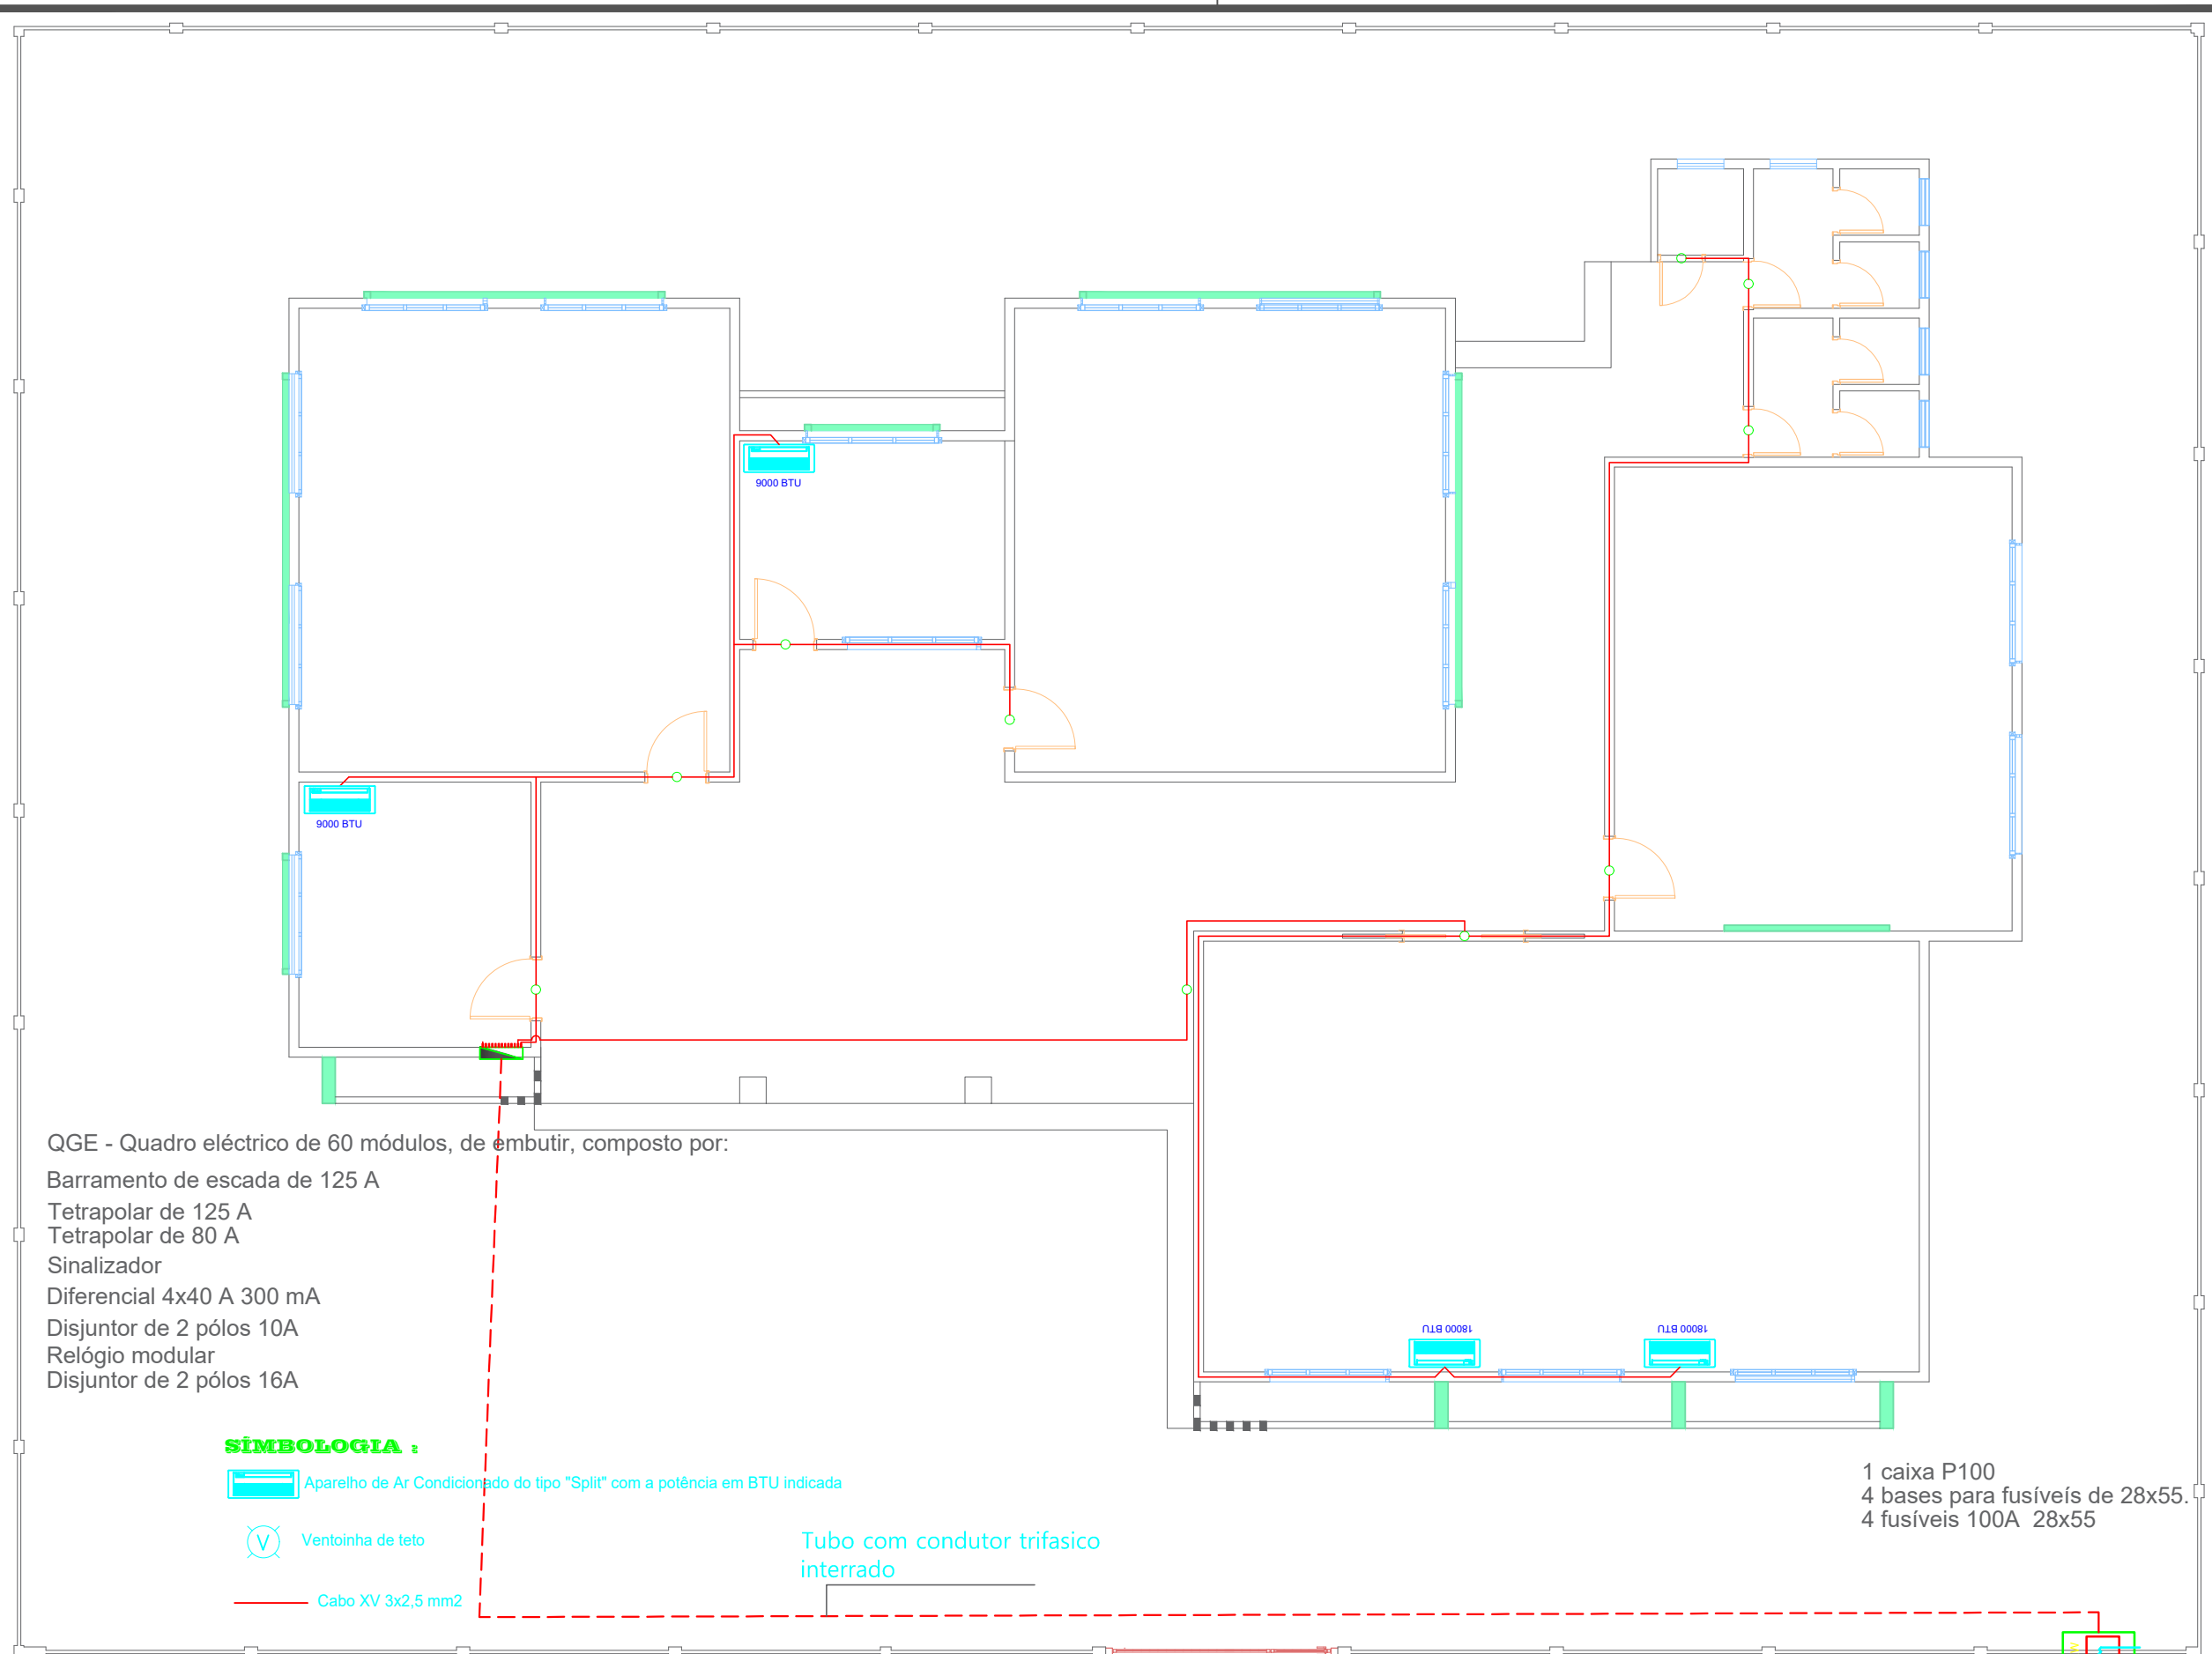 9000 BTU
9000 BTU
QGE - Quadro eléctrico de 60 módulos, de embutir, composto por:
Barramento de escada de 125 A
Tetrapolar de 125 A
Tetrapolar de 80 A
Sinalizador
Diferencial 4x40 A 300 mA
Disjuntor de 2 pólos 10A
Relógio modular
Disjuntor de 2 pólos 16A
18000 BTU
18000 BTU
SÍMBOLOGIA :
Aparelho de Ar Condicionado do tipo "Split" com a potência em BTU indicada
V
Ventoinha de teto
Cabo XV 3x2,5 mm2
Tubo com condutor trifasico
interrado
1 caixa P100
4 bases para fusíveís de 28x55.
4 fusíveis 100A 28x55